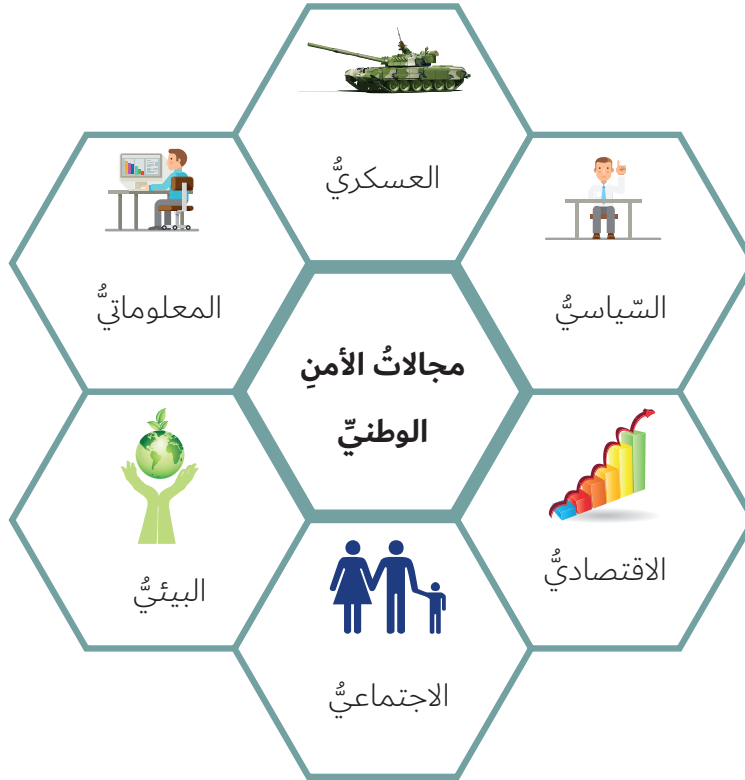 العسكريُّ
السّياسيُّ
المعلوماتيُّ
مجالاتُ الأمنِ
الوطنيِّ
الاقتصاديُّ
البيئيُّ
الاجتماعيُّ